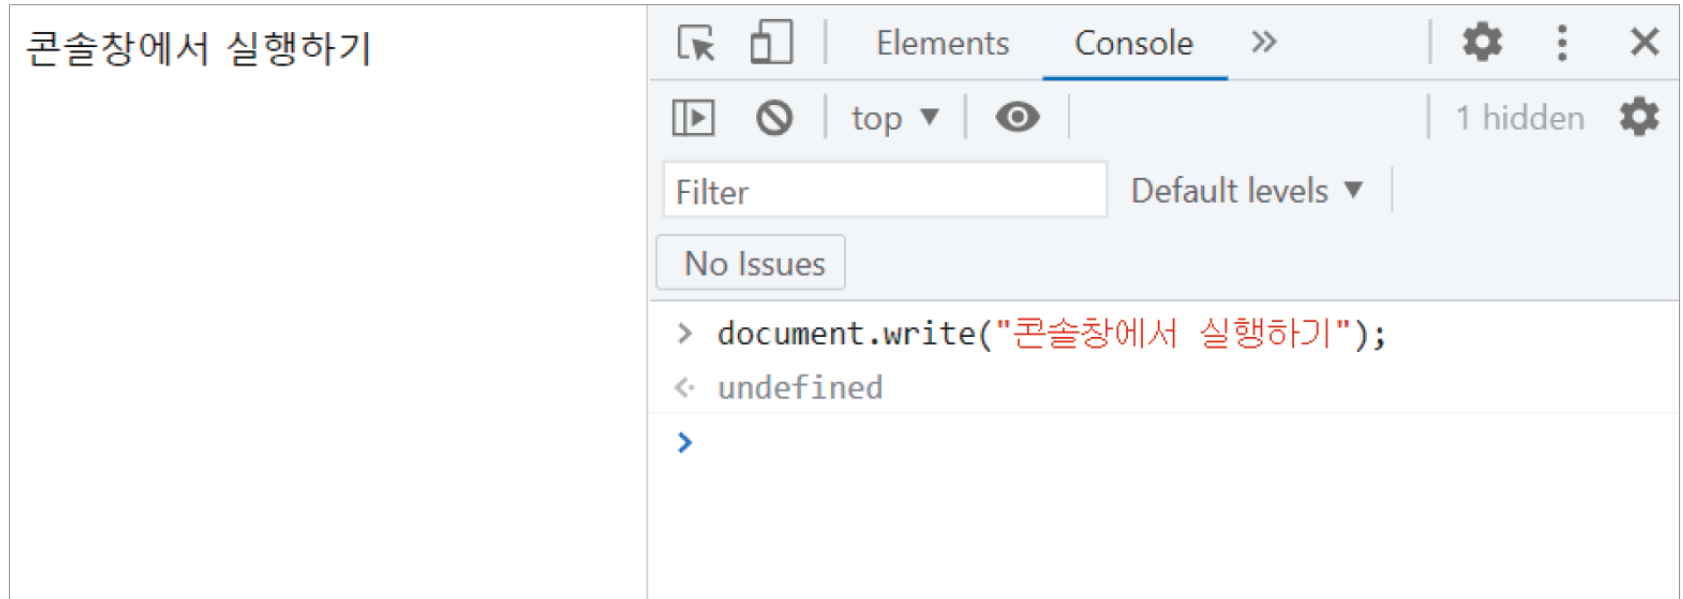 콘솔창에서 실행하기
Elements Console »
top ▼ 1 hidden
Filter Default levels ▼
No Issues
> document.write("콘솔창에서 실행하기");
<· undefined
>